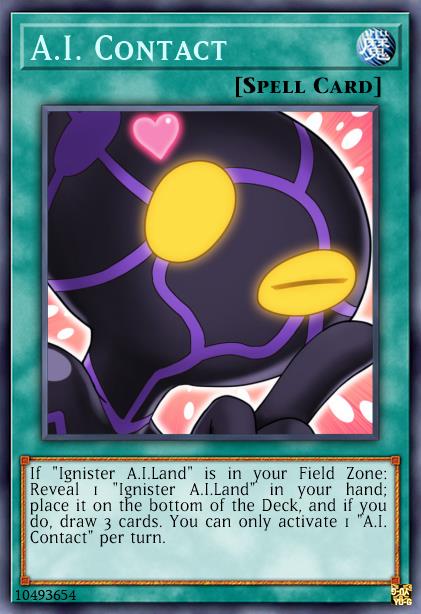 A.I. Contact
魔
[Spell Card]
If "Ignister A.I.Land" is in your Field Zone:
Reveal 1 "Ignister A.I.Land" in your hand;
place it on the bottom of the Deck, and if you
do, draw 3 cards. You can only activate 1 "A.I.
Contact" per turn.
10493654